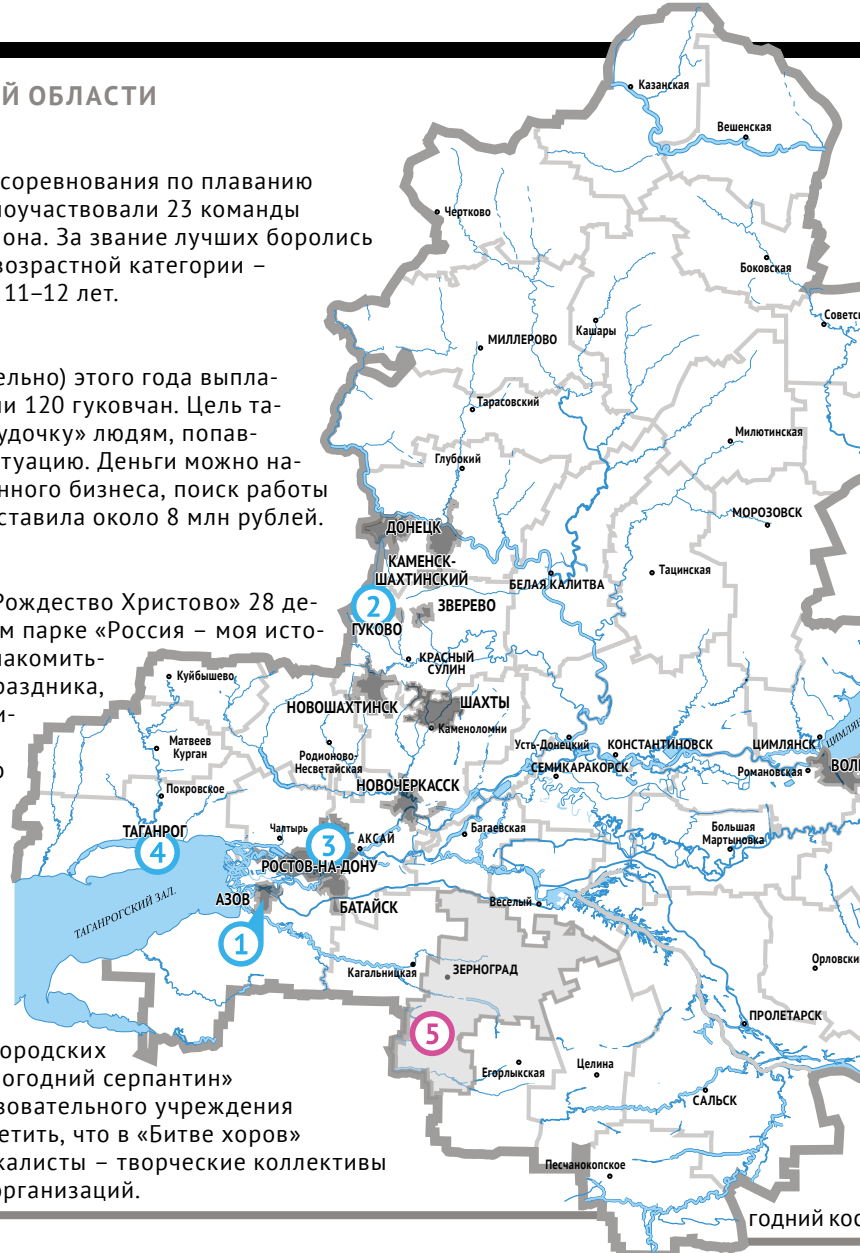 Й ОБЛАСТИ
соревнования по плаванию
поучаствовали 23 команды
она. За звание лучших боролись
возрастной категории –
11–12 лет.
ельно) этого года выпла-
ли 120 гуковчан. Цель та-
удочку» людям, попав-
туацию. Деньги можно на-
нного бизнеса, поиск работы
ставила около 8 млн рублей.
Рождество Христово» 28 де-
м парке «Россия – моя исто-
накомить-
раздника,
и-
о
ородских
огодний серпантин»
зовательного учреждения
етить, что в «Битве хоров»
калисты – творческие коллективы
организаций.
годний кос
Казанская
Вешенская
Чертково
Боковская
Советск
Кашары
МИЛЛЕРОВО
Тарасовский
Милютинская
Глубокий
МОРОЗОВСК
ДОНЕЦК
КАМЕНСК-
ШАХТИНСКИЙ
Тацинская
БЕЛАЯ КАЛИТВА
2
ЗВЕРЕВО
ГУКОВО
КРАСНЫЙ
СУЛИН
Куйбышево
НОВОШАХТИНСК
ШАХТЫ
Каменоломни
Матвеев
Курган
Родионово-
Несветайская
Усть-Донецкий
КОНСТАНТИНОВСК
ЦИМЛЯНСК
ЦИМЛЯН
СЕМИКАРАКОРСК
Романовская
ВОЛГ
Покровское
НОВОЧЕРКАССК
ТАГАНРОГ
4
Чалтырь
3
АКСАЙ
Багаевская
Большая
Мартыновка
РОСТОВ-НА-ДОНУ
АЗОВ
БАТАЙСК
Веселый
ТАГАНРОГСКИЙ ЗАЛ.
1
Кагальницкая
ЗЕРНОГРАД
Орловский
5
ПРОЛЕТАРСК
Егорлыкская
Целина
САЛЬСК
Песчанокопское